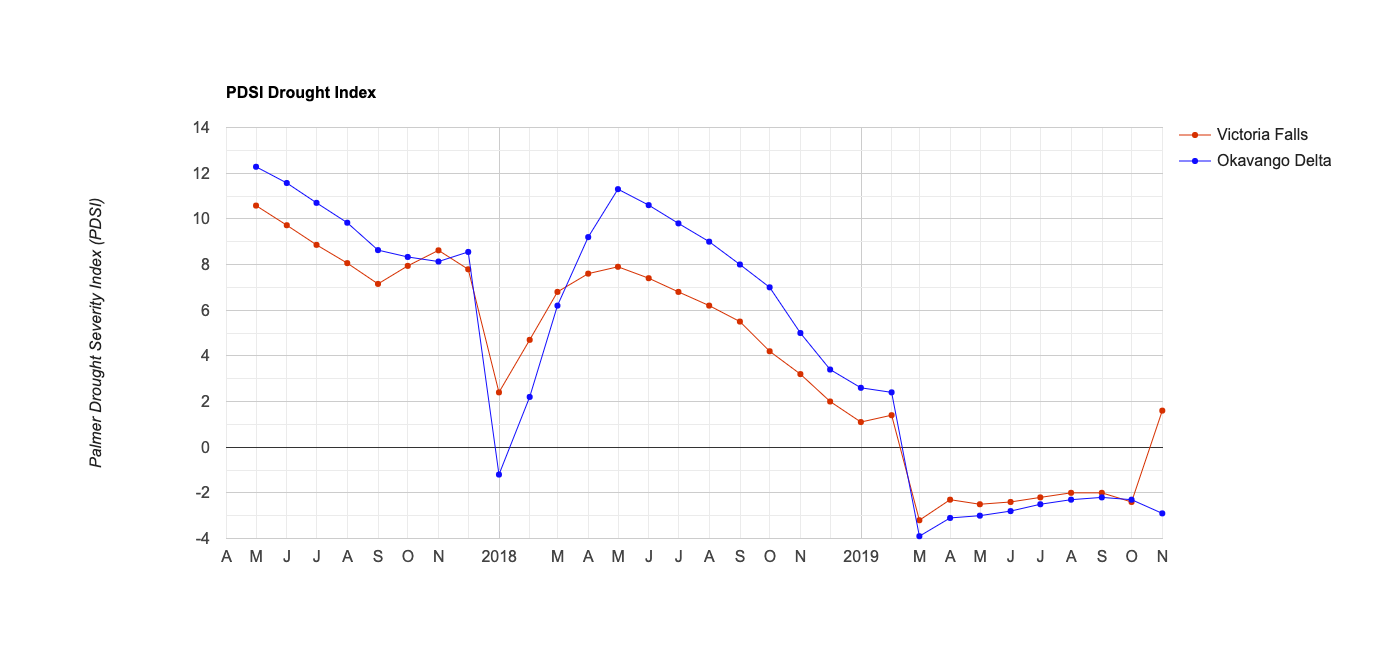 PDSI Drought Index
14
12
10
8
6
4
2
0
-2
-4
Palmer Drought Severity Index (PDSI)
A M J J A S O N 2018 M A M J J A S O N 2019 M A M J J A S O N
Victoria Falls
Okavango Delta